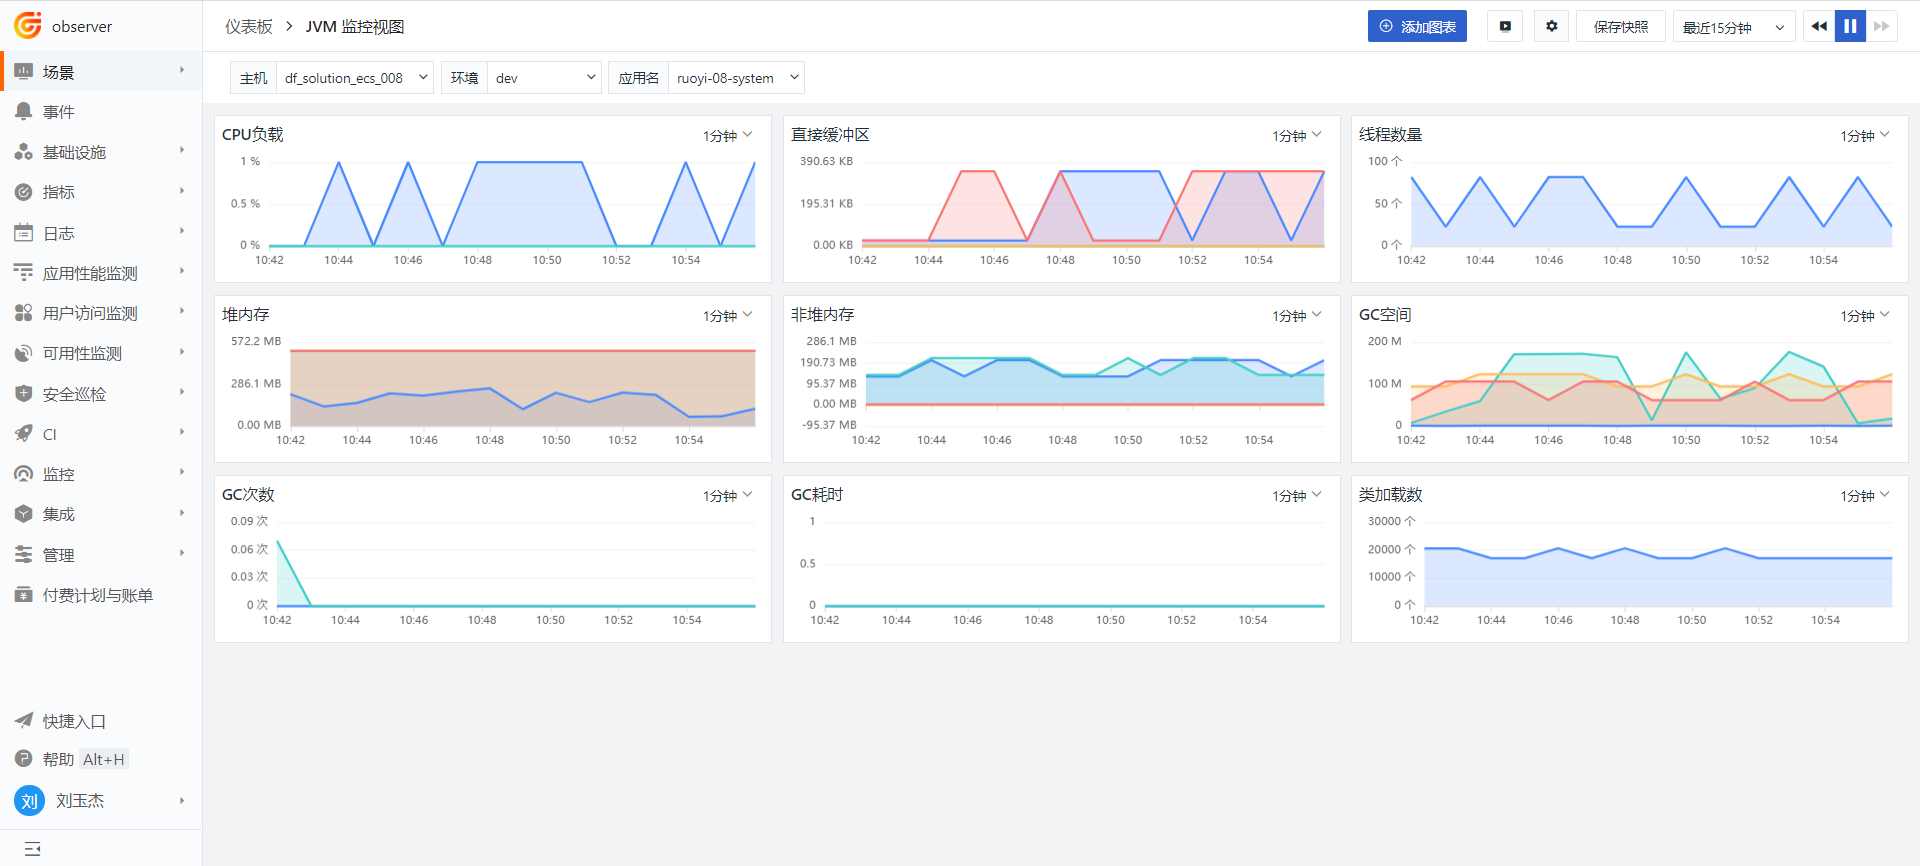 observer
场景
事件
基础设施
指标
日志
应用性能监测
用户访问监测
可用性监测
安全巡检
CI
监控
集成
管理
付费计划与账单
快捷入口
帮助 Alt+H
刘 刘玉杰
仪表板 > JVM 监控视图
添加图表
保存快照
最近15分钟
主机 df_solution_ecs_008
环境 dev
应用名 ruoyi-08-system
CPU负载 1分钟
1 %
0.5 %
0 %
10:42 10:44 10:46 10:48 10:50 10:52 10:54
直接缓冲区 1分钟
390.63 KB
195.31 KB
0.00 KB
10:42 10:44 10:46 10:48 10:50 10:52 10:54
线程数量 1分钟
100 个
50 个
0 个
10:42 10:44 10:46 10:48 10:50 10:52 10:54
堆内存 1分钟
572.2 MB
286.1 MB
0.00 MB
10:42 10:44 10:46 10:48 10:50 10:52 10:54
非堆内存 1分钟
286.1 MB
190.73 MB
95.37 MB
0.00 MB
-95.37 MB
10:42 10:44 10:46 10:48 10:50 10:52 10:54
GC空间 1分钟
200 M
100 M
0
10:42 10:44 10:46 10:48 10:50 10:52 10:54
GC次数 1分钟
0.09 次
0.06 次
0.03 次
0 次
10:42 10:44 10:46 10:48 10:50 10:52 10:54
GC耗时 1分钟
1
0.5
0
10:42 10:44 10:46 10:48 10:50 10:52 10:54
类加载数 1分钟
30000 个
20000 个
10000 个
0 个
10:42 10:44 10:46 10:48 10:50 10:52 10:54